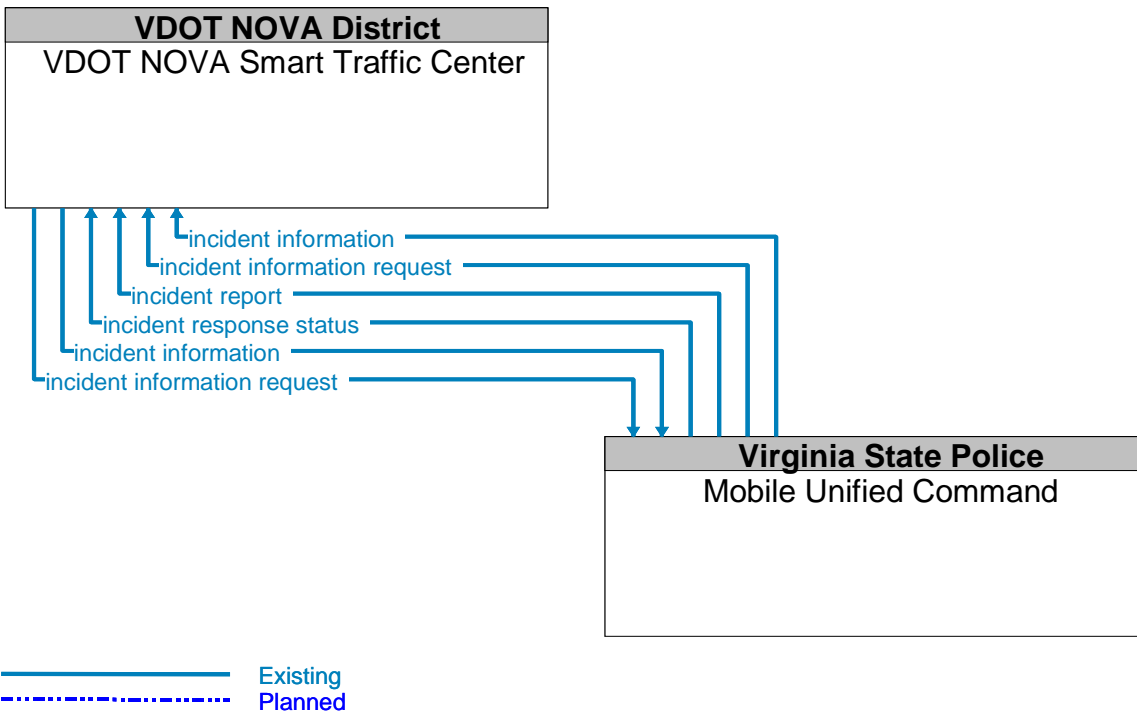 VDOT NOVA District
VDOT NOVA Smart Traffic Center
incident information
incident information request
incident report
incident response status
incident information
incident information request
Virginia State Police
Mobile Unified Command
Existing
Planned